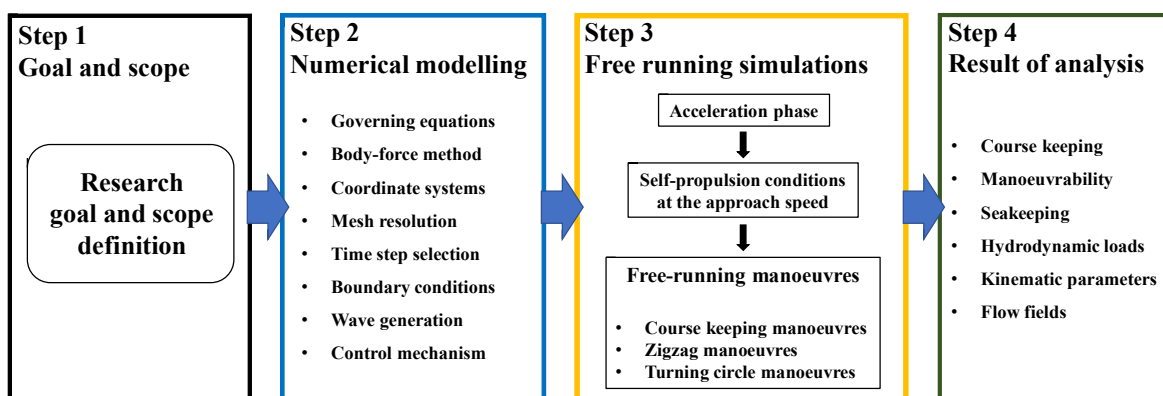 Step 1
Goal and scope
Research
goal and scope
definition
Step 2
Numerical modelling
• Governing equations
• Body-force method
• Coordinate systems
• Mesh resolution
• Time step selection
• Boundary conditions
• Wave generation
• Control mechanism
Step 3
Free running simulations
Acceleration phase
Self-propulsion conditions
at the approach speed
Free-running manoeuvres
• Course keeping manoeuvres
• Zigzag manoeuvres
• Turning circle manoeuvres
Step 4
Result of analysis
• Course keeping
• Manoeuvrability
• Seakeeping
• Hydrodynamic loads
• Kinematic parameters
• Flow fields